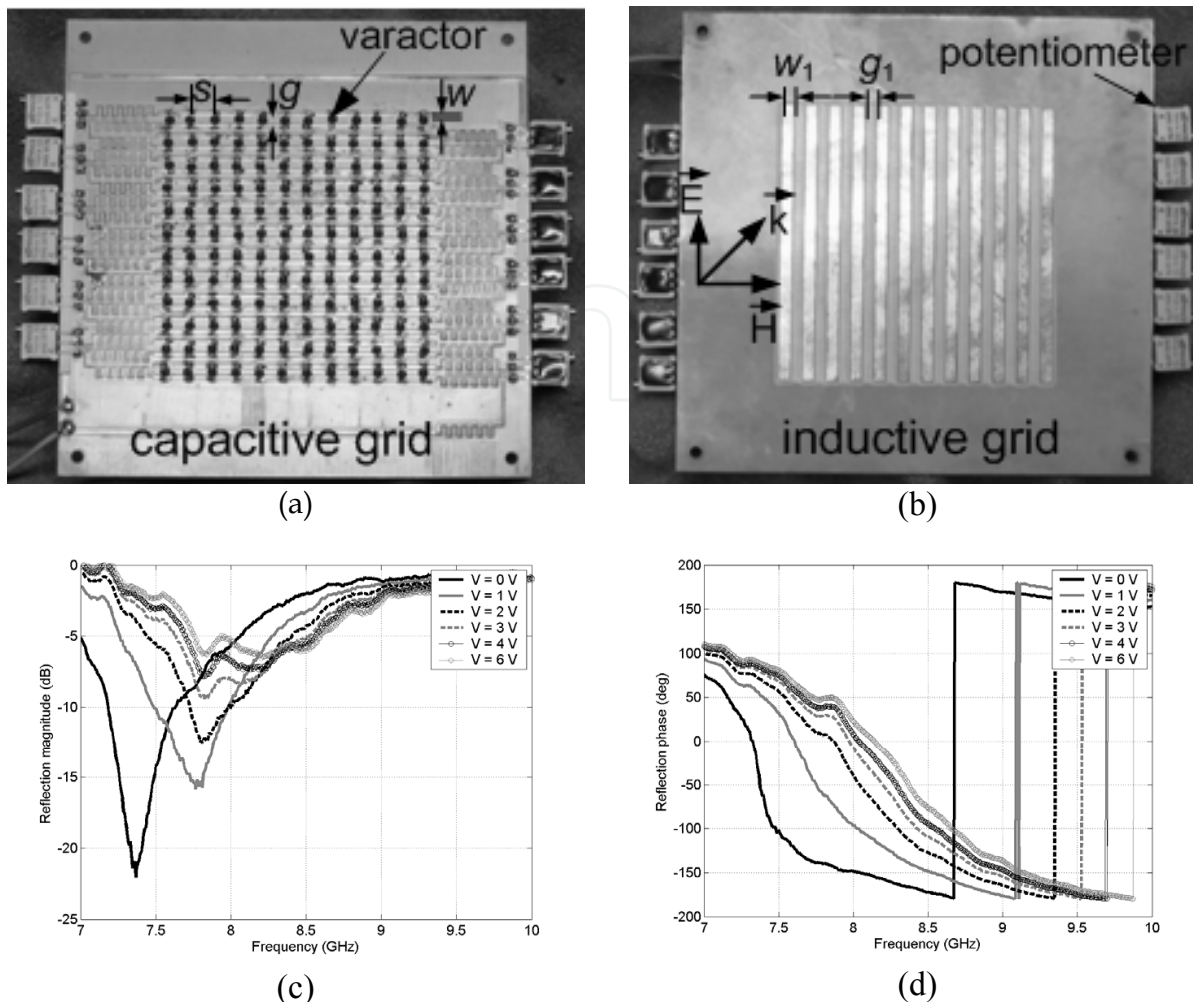 varactor
s
g
w
capacitive grid
(a)
potentiometer
w1
g1
E
k
H
inductive grid
(b)
0
-5
-10
-15
-20
-25
Reflection magnitude (dB)
7
7.5
8
8.5
9
9.5
10
Frequency (GHz)
V = 0 V
V = 1 V
V = 2 V
V = 3 V
V = 4 V
V = 6 V
(c)
200
150
100
50
0
-50
-100
-150
-200
Reflection phase (deg)
7
7.5
8
8.5
9
9.5
10
Frequency (GHz)
V = 0 V
V = 1 V
V = 2 V
V = 3 V
V = 4 V
V = 6 V
(d)